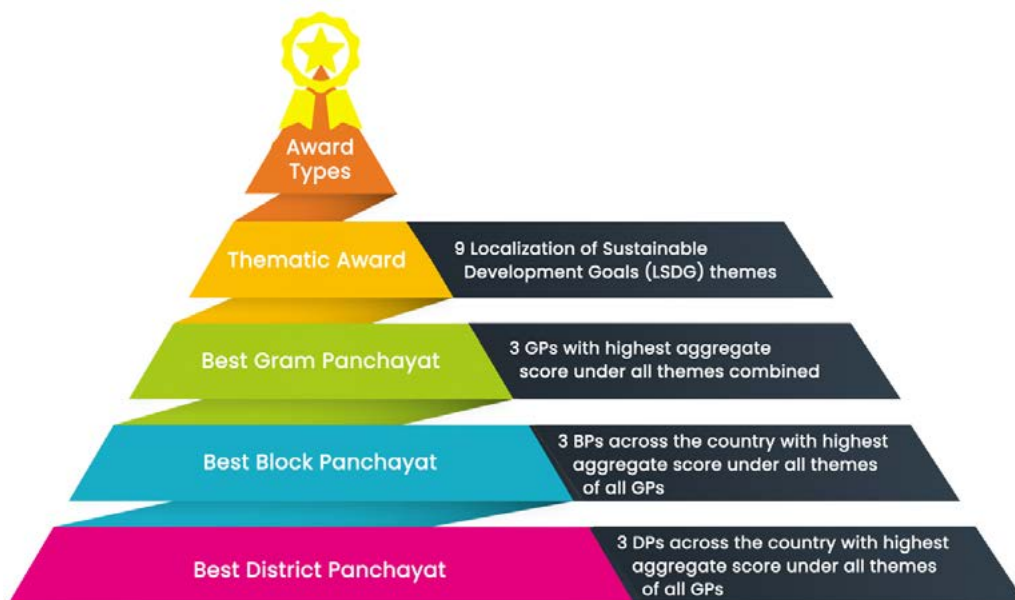 Award
Types
Thematic Award
9 Localization of Sustainable
Development Goals (LSDG) themes
Best Gram Panchayat
3 GPs with highest aggregate
score under all themes combined
Best Block Panchayat
3 BPs across the country with highest
aggregate score under all themes
of all GPs
Best District Panchayat
3 DPs across the country with highest
aggregate score under all themes
of all GPs